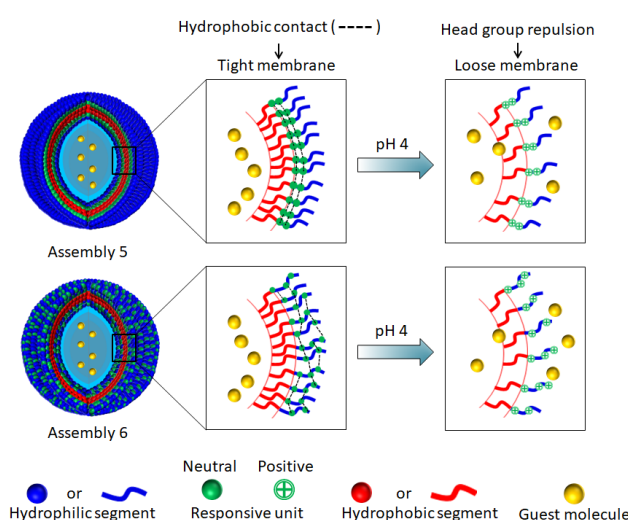 Hydrophobic contact ( ---- )
Head group repulsion
Tight membrane
Loose membrane
pH 4
Assembly 5
pH 4
Assembly 6
Neutral Positive
or
or
Hydrophilic segment
Responsive unit
Hydrophobic segment
Guest molecule